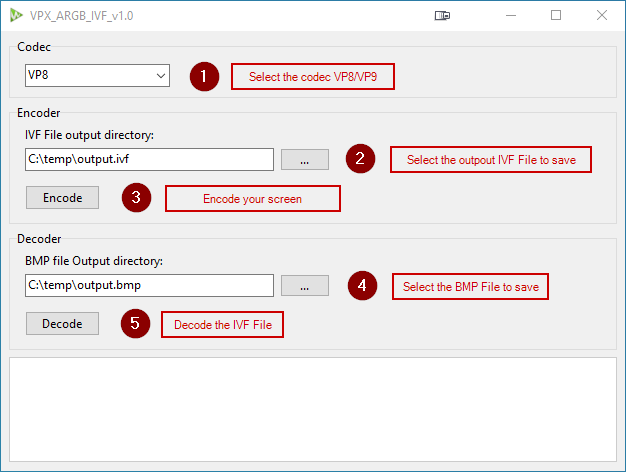 VPX_ARGB_IVF_v1.0
Codec
VP8
1
Select the codec VP8/VP9
Encoder
IVF File output directory:
C:\temp\output.ivf
...
2
Select the outpout IVF File to save
Encode
3
Encode your screen
Decoder
BMP file Output directory:
C:\temp\output.bmp
...
4
Select the BMP File to save
Decode
5
Decode the IVF File